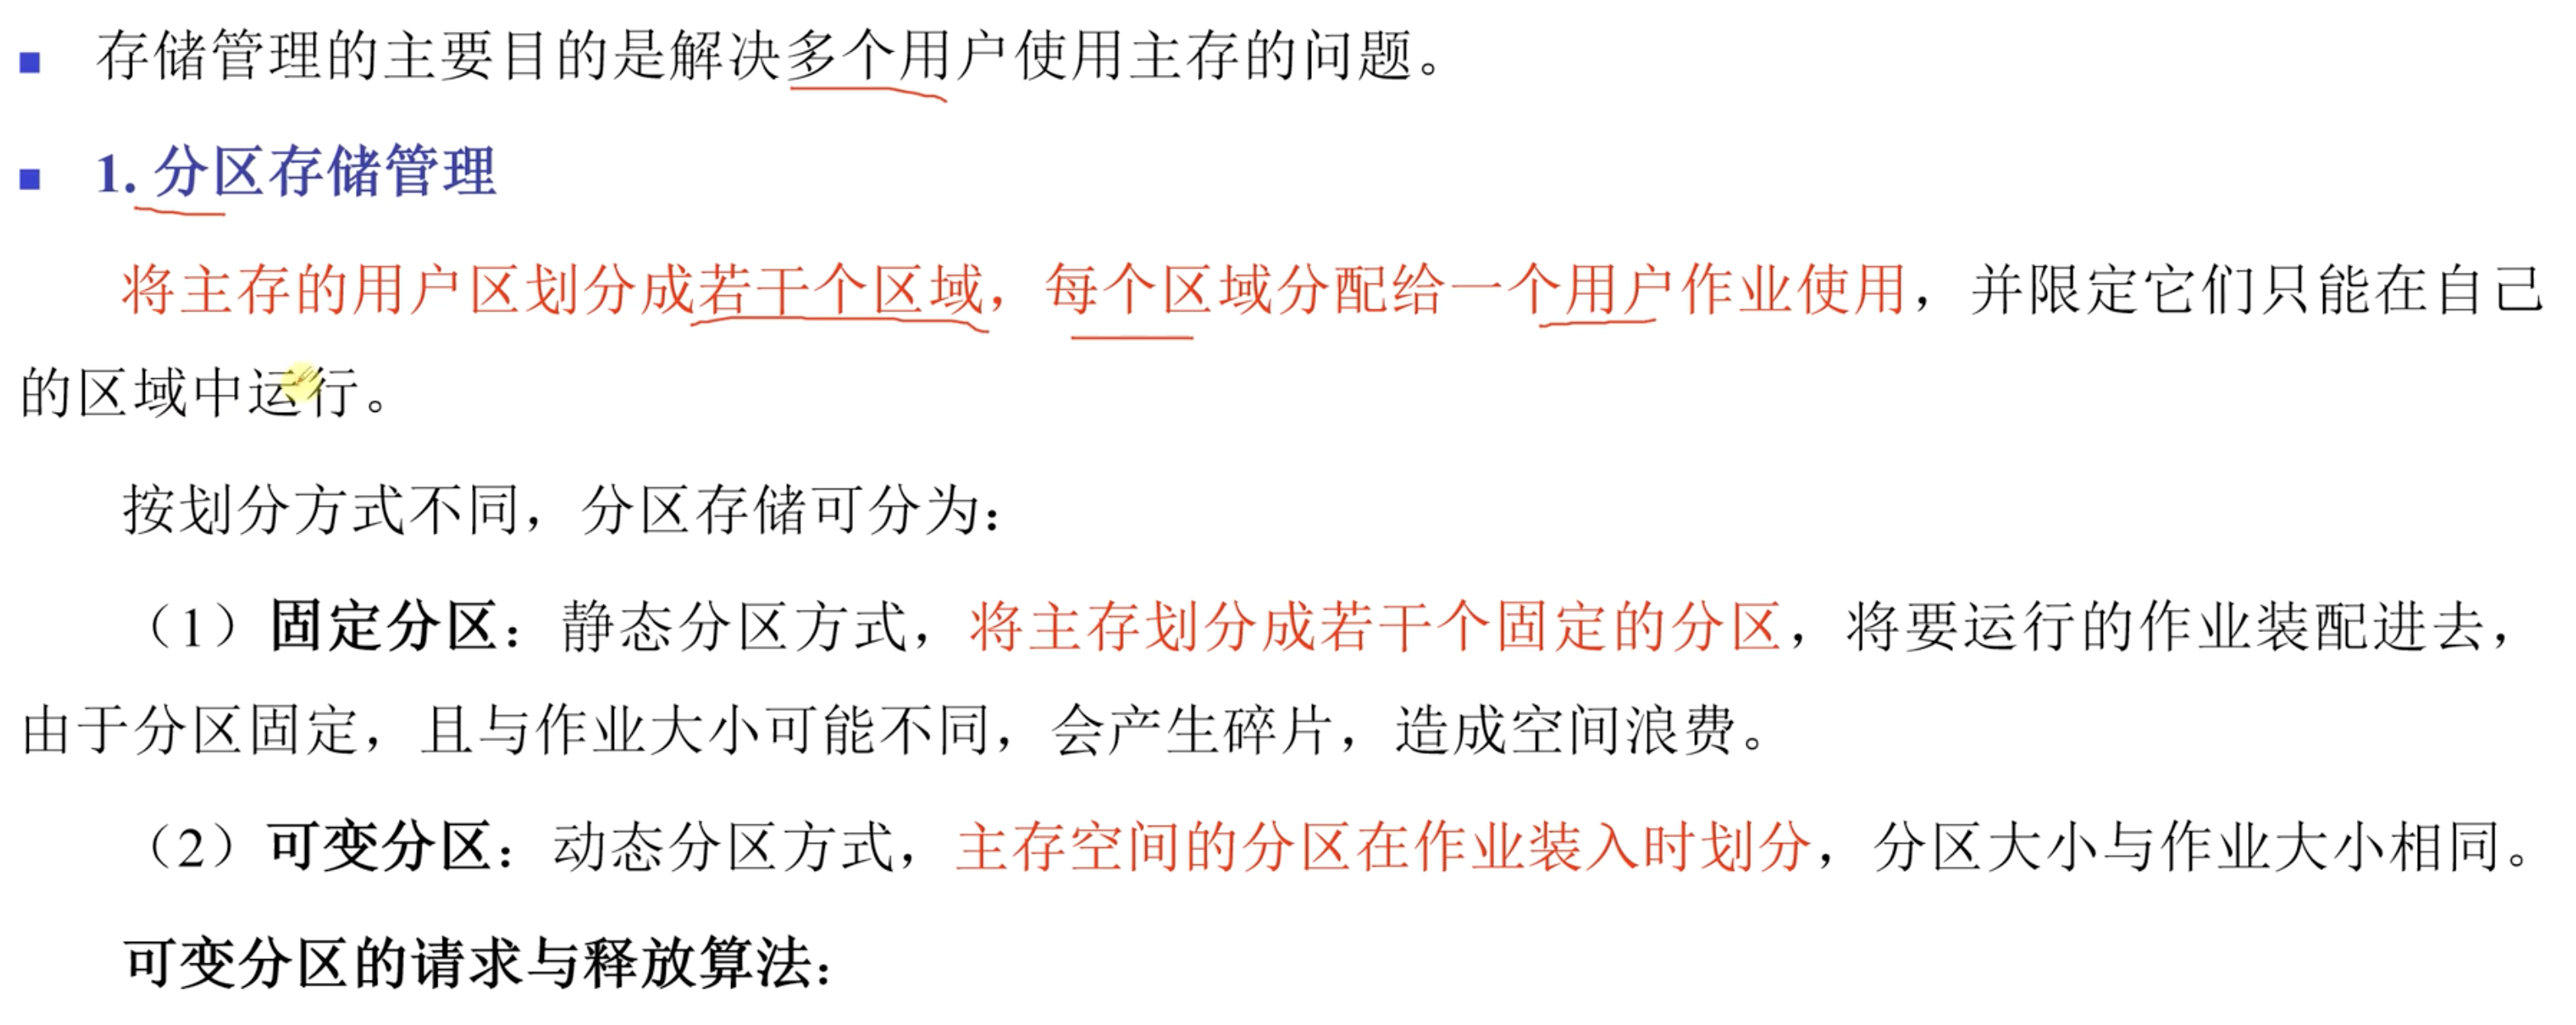 存储管理的主要目的是解决多个用户使用主存的问题。
1. 分区存储管理
将主存的用户区划分成若干个区域，每个区域分配给一个用户作业使用，并限定它们只能在自己
的区域中运行。
按划分方式不同，分区存储可分为：
（1）固定分区：静态分区方式，将主存划分成若干个固定的分区，将要运行的作业装配进去，
由于分区固定，且与作业大小可能不同，会产生碎片，造成空间浪费。
（2）可变分区：动态分区方式，主存空间的分区在作业装入时划分，分区大小与作业大小相同。
可变分区的请求与释放算法：